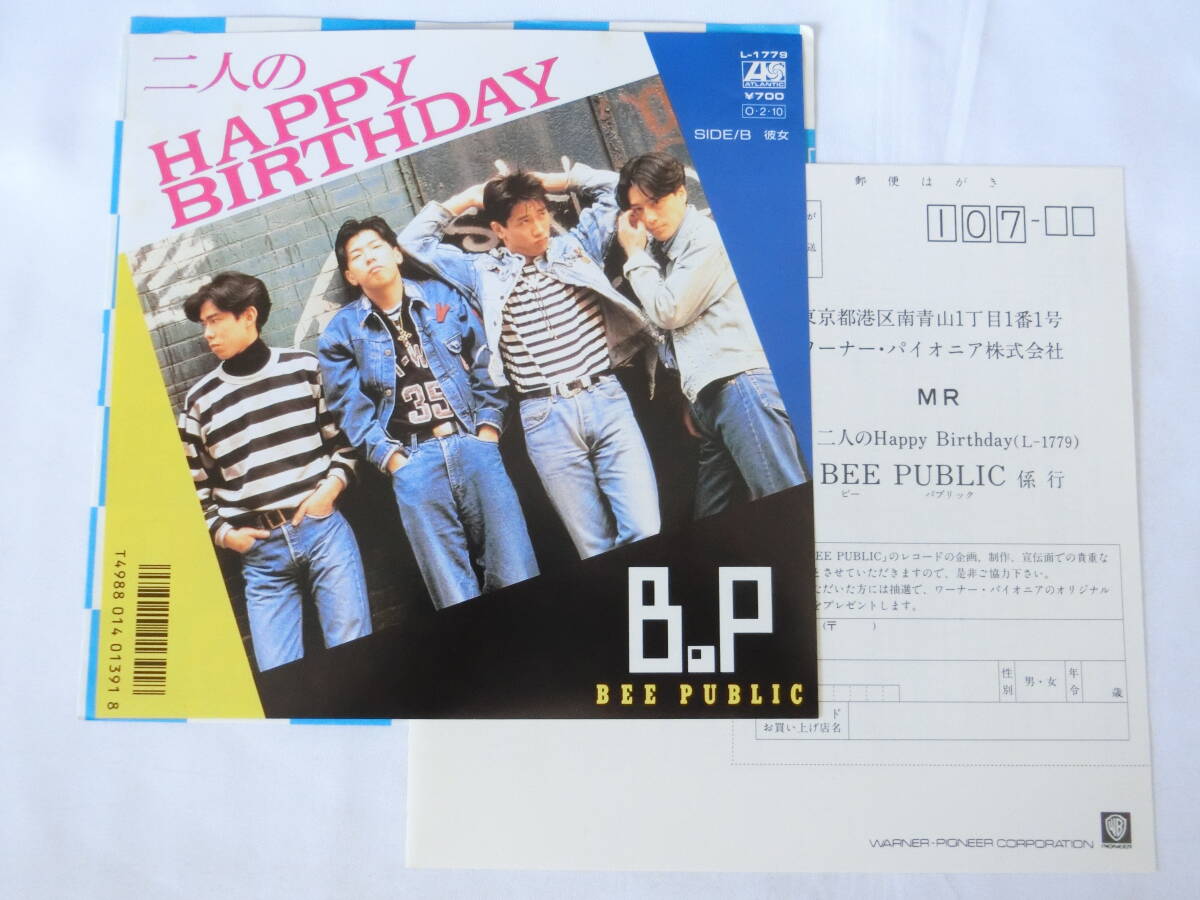 二人の
HAPPY
BIRTHDAY
L-1779
ATLANTIC
¥700
O・2・10
SIDE/B 彼女
35
B.P
BEE PUBLIC
T4988 014 01391 8
郵便はがき
107-
送
東京都港区南青山1丁目1番1号
ワーナー・パイオニア株式会社
MR
二人のHappy Birthday(L-1779)
BEE PUBLIC 係 行
ビー パブリック
EE PUBLIC」のレコードの企画、制作、宣伝面での貴重な
とさせていただきますので、是非ご協力下さい。
ただいた方には抽選で、ワーナー・パイオニアのオリジナル
をプレゼントします。
(〒 )
性別 男・女 年令 歳
ド
お買い上げ店名
WARNER-PIONEER CORPORATION
PIONEER